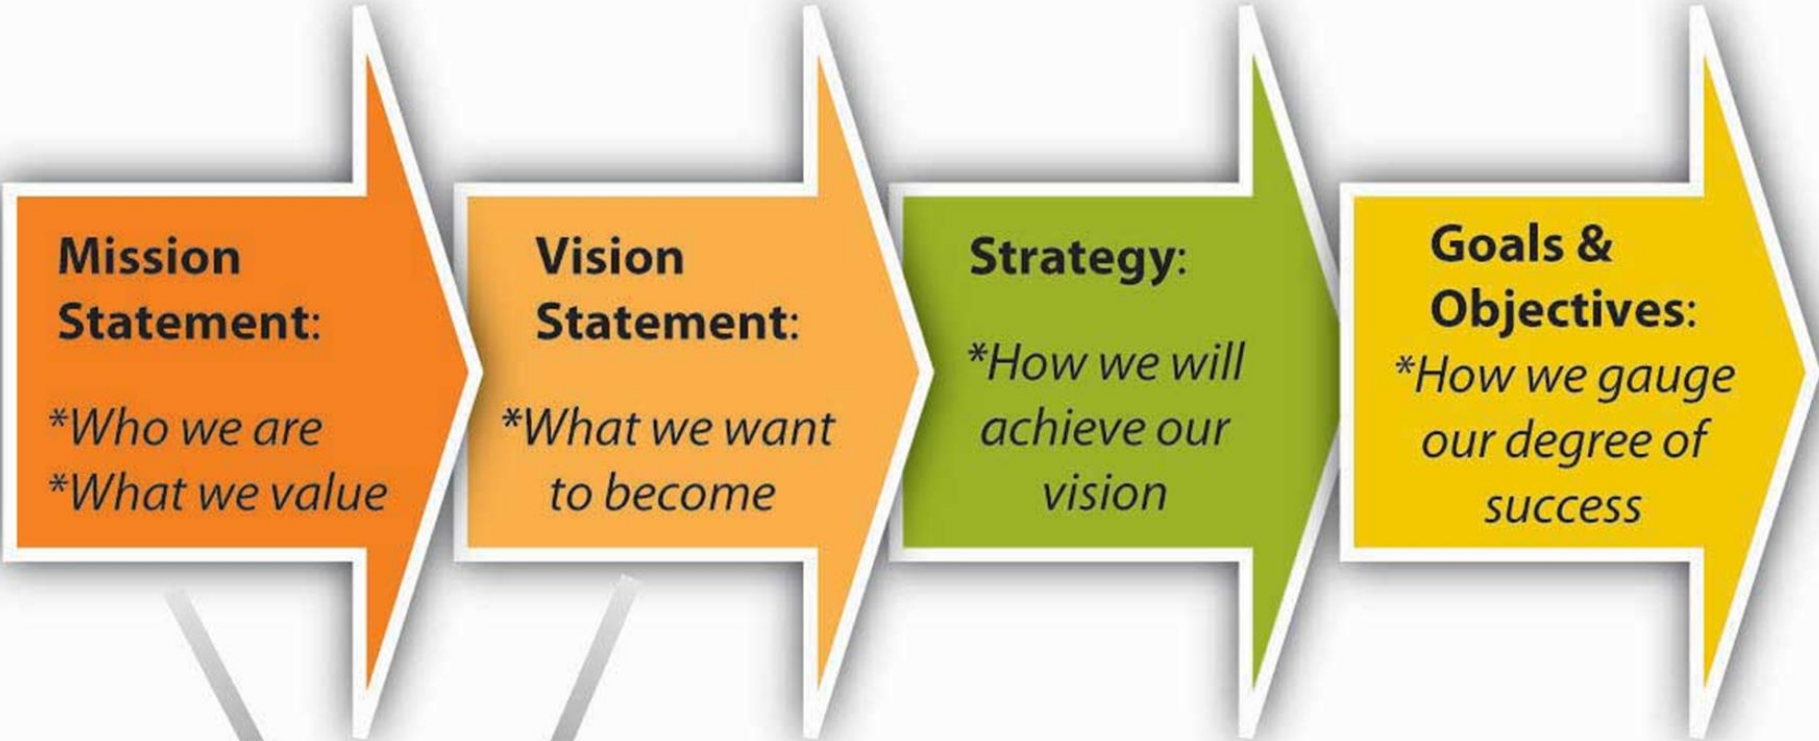 Mission
Statement:
*Who we are
*What we value
Vision
Statement:
*What we want
to become
Strategy:
*How we will
achieve our
vision
Goals &
Objectives:
*How we gauge
our degree of
success